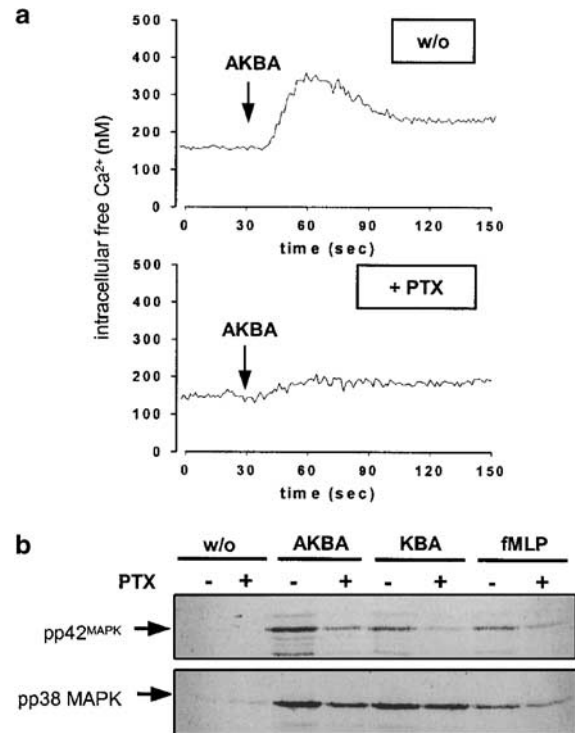 a
w/o
AKBA
intracellular free Ca²⁺ (nM)
500
400
300
200
100
0
0 30 60 90 120 150
time (sec)
+ PTX
AKBA
500
400
300
200
100
0
0 30 60 90 120 150
time (sec)
b
w/o AKBA KBA fMLP
PTX - + - + - + - +
pp42ᴹᴬᴾᴷ
pp38 MAPK